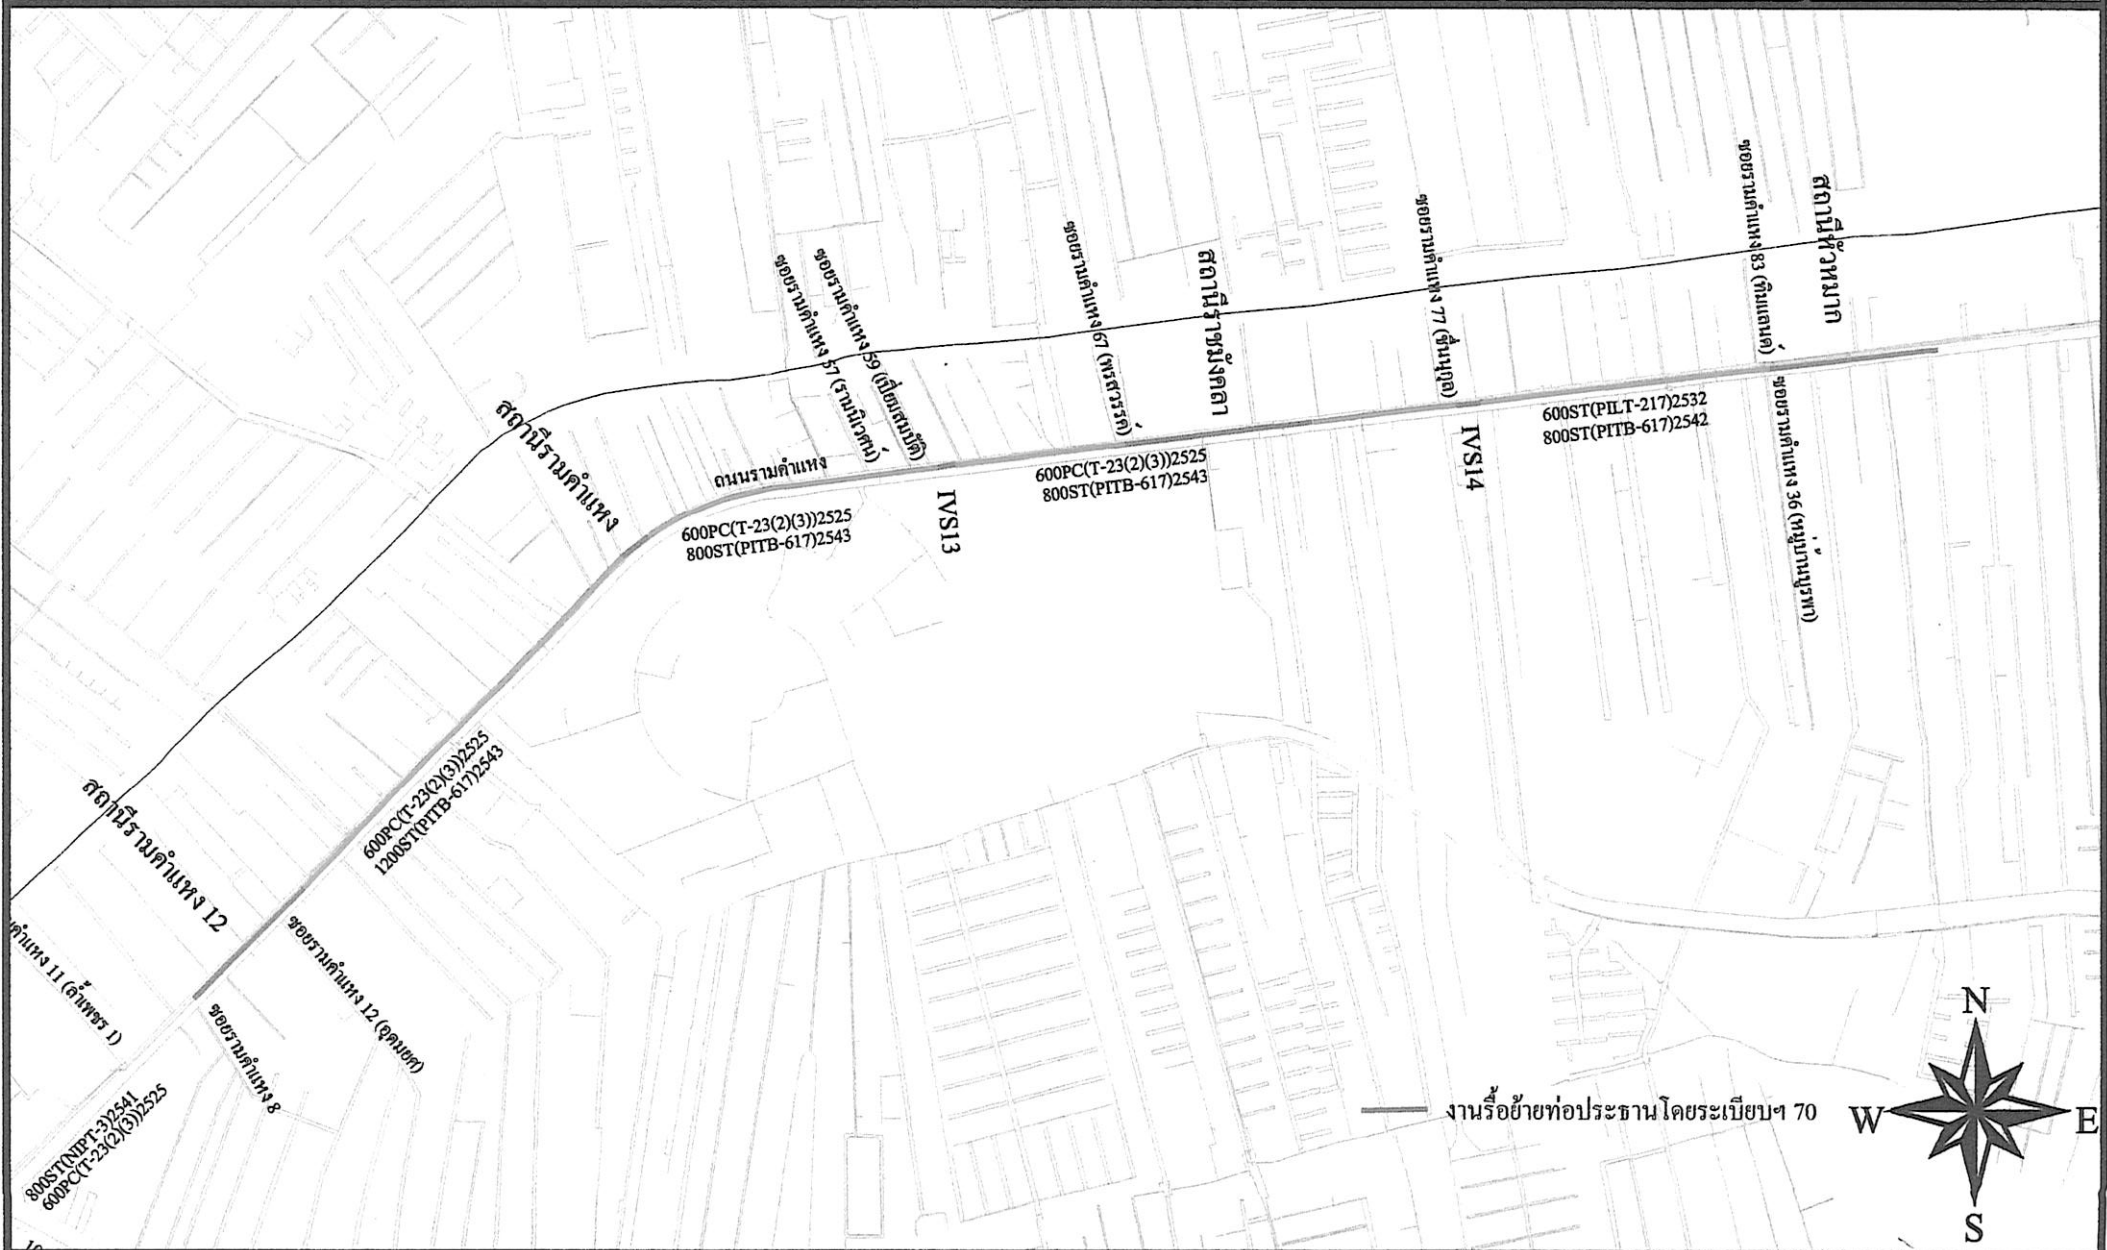 สถานีหัวหมาก
ซอยรามคำแหง 83 (ทิมแลนด์)
ซอยรามคำแหง 77 (ชื่นนุกูล)
สถานีราชมังคลา
ซอยรามคำแหง 67 (พรสวรรค์)
ซอยรามคำแหง 59 (เปี่ยมสมบัติ)
ซอยรามคำแหง 57 (รามนิเวศน์)
สถานีรามคำแหง
ถนนรามคำแหง
600PC(T-23(2)(3))2525
800ST(PITB-617)2543
IVS13
600PC(T-23(2)(3))2525
800ST(PITB-617)2543
IVS14
600ST(PILT-217)2532
800ST(PITB-617)2542
ซอยรามคำแหง 36 (หมู่บ้านบูรพา)
600PC(T-23(2)(3))2525
1200ST(PITB-617)2543
สถานีรามคำแหง 12
คำแหง 11 (ล้ำเพชร 1)
ซอยรามคำแหง 12 (อุดมยศ)
ซอยรามคำแหง 8
800ST(NIPT-3)2541
600PC(T-23(2)(3))2525
งานรื้อย้ายท่อประธานโดยระเบียบฯ 70
N
W
E
S